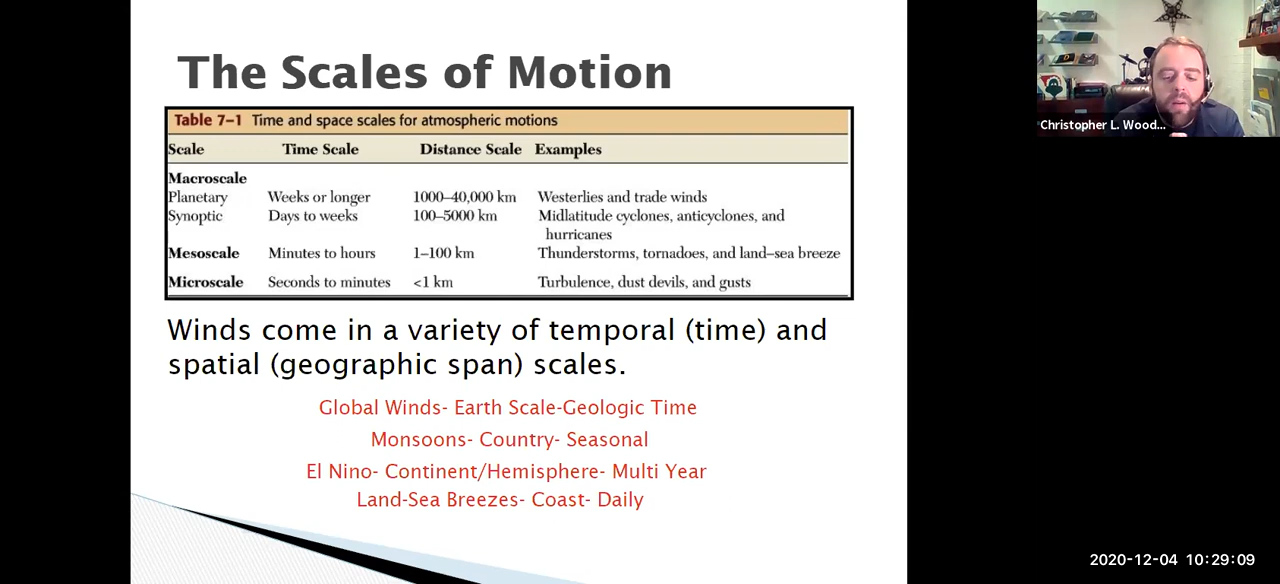 The Scales of Motion
Table 7–1 Time and space scales for atmospheric motions
Scale Time Scale Distance Scale Examples
Macroscale
Planetary Weeks or longer 1000–40,000 km Westerlies and trade winds
Synoptic Days to weeks 100–5000 km Midlatitude cyclones, anticyclones, and
hurricanes
Mesoscale Minutes to hours 1–100 km Thunderstorms, tornadoes, and land–sea breeze
Microscale Seconds to minutes <1 km Turbulence, dust devils, and gusts
Winds come in a variety of temporal (time) and
spatial (geographic span) scales.
Global Winds- Earth Scale-Geologic Time
Monsoons- Country- Seasonal
El Nino- Continent/Hemisphere- Multi Year
Land-Sea Breezes- Coast- Daily
Christopher L. Wood...
2020-12-04 10:29:09